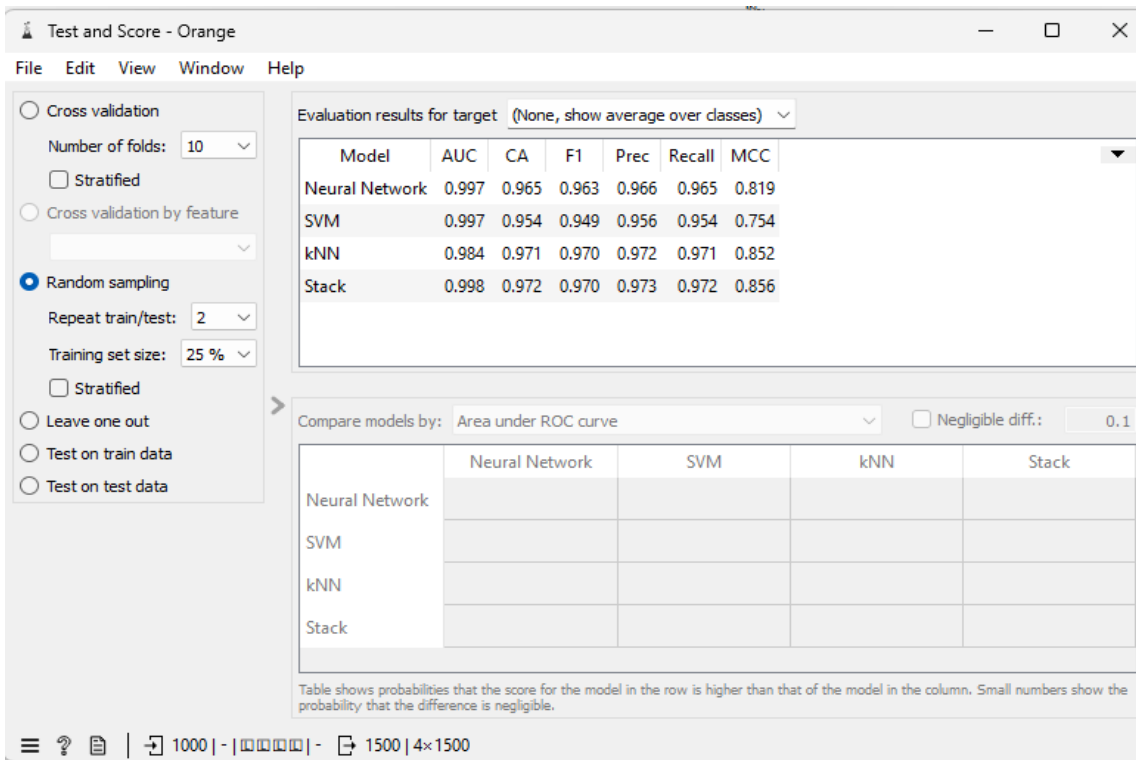 Test and Score - Orange
File Edit View Window Help
Cross validation
Number of folds: 10
Stratified
Cross validation by feature
Random sampling
Repeat train/test: 2
Training set size: 25 %
Stratified
Leave one out
Test on train data
Test on test data
Evaluation results for target (None, show average over classes)
Model AUC CA F1 Prec Recall MCC
Neural Network 0.997 0.965 0.963 0.966 0.965 0.819
SVM 0.997 0.954 0.949 0.956 0.954 0.754
kNN 0.984 0.971 0.970 0.972 0.971 0.852
Stack 0.998 0.972 0.970 0.973 0.972 0.856
Compare models by: Area under ROC curve Negligible diff.: 0.1
Neural Network SVM kNN Stack
Neural Network
SVM
kNN
Stack
Table shows probabilities that the score for the model in the row is higher than that of the model in the column. Small numbers show the
probability that the difference is negligible.
1000 | - | | - 1500 | 4×1500